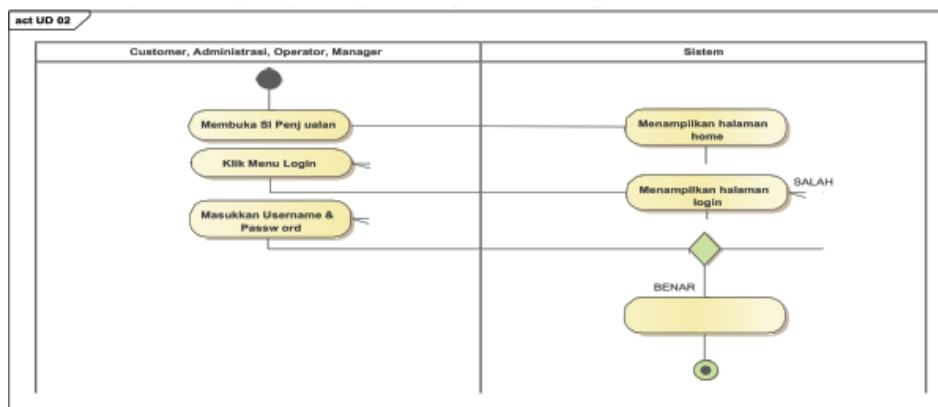 act UD 02
Customer, Administrasi, Operator, Manager
Sistem
Membuka SI Penj ualan
Menampilkan halaman
home
Klik Menu Login
Menampilkan halaman
login
SALAH
Masukkan Username &
Passw ord
BENAR